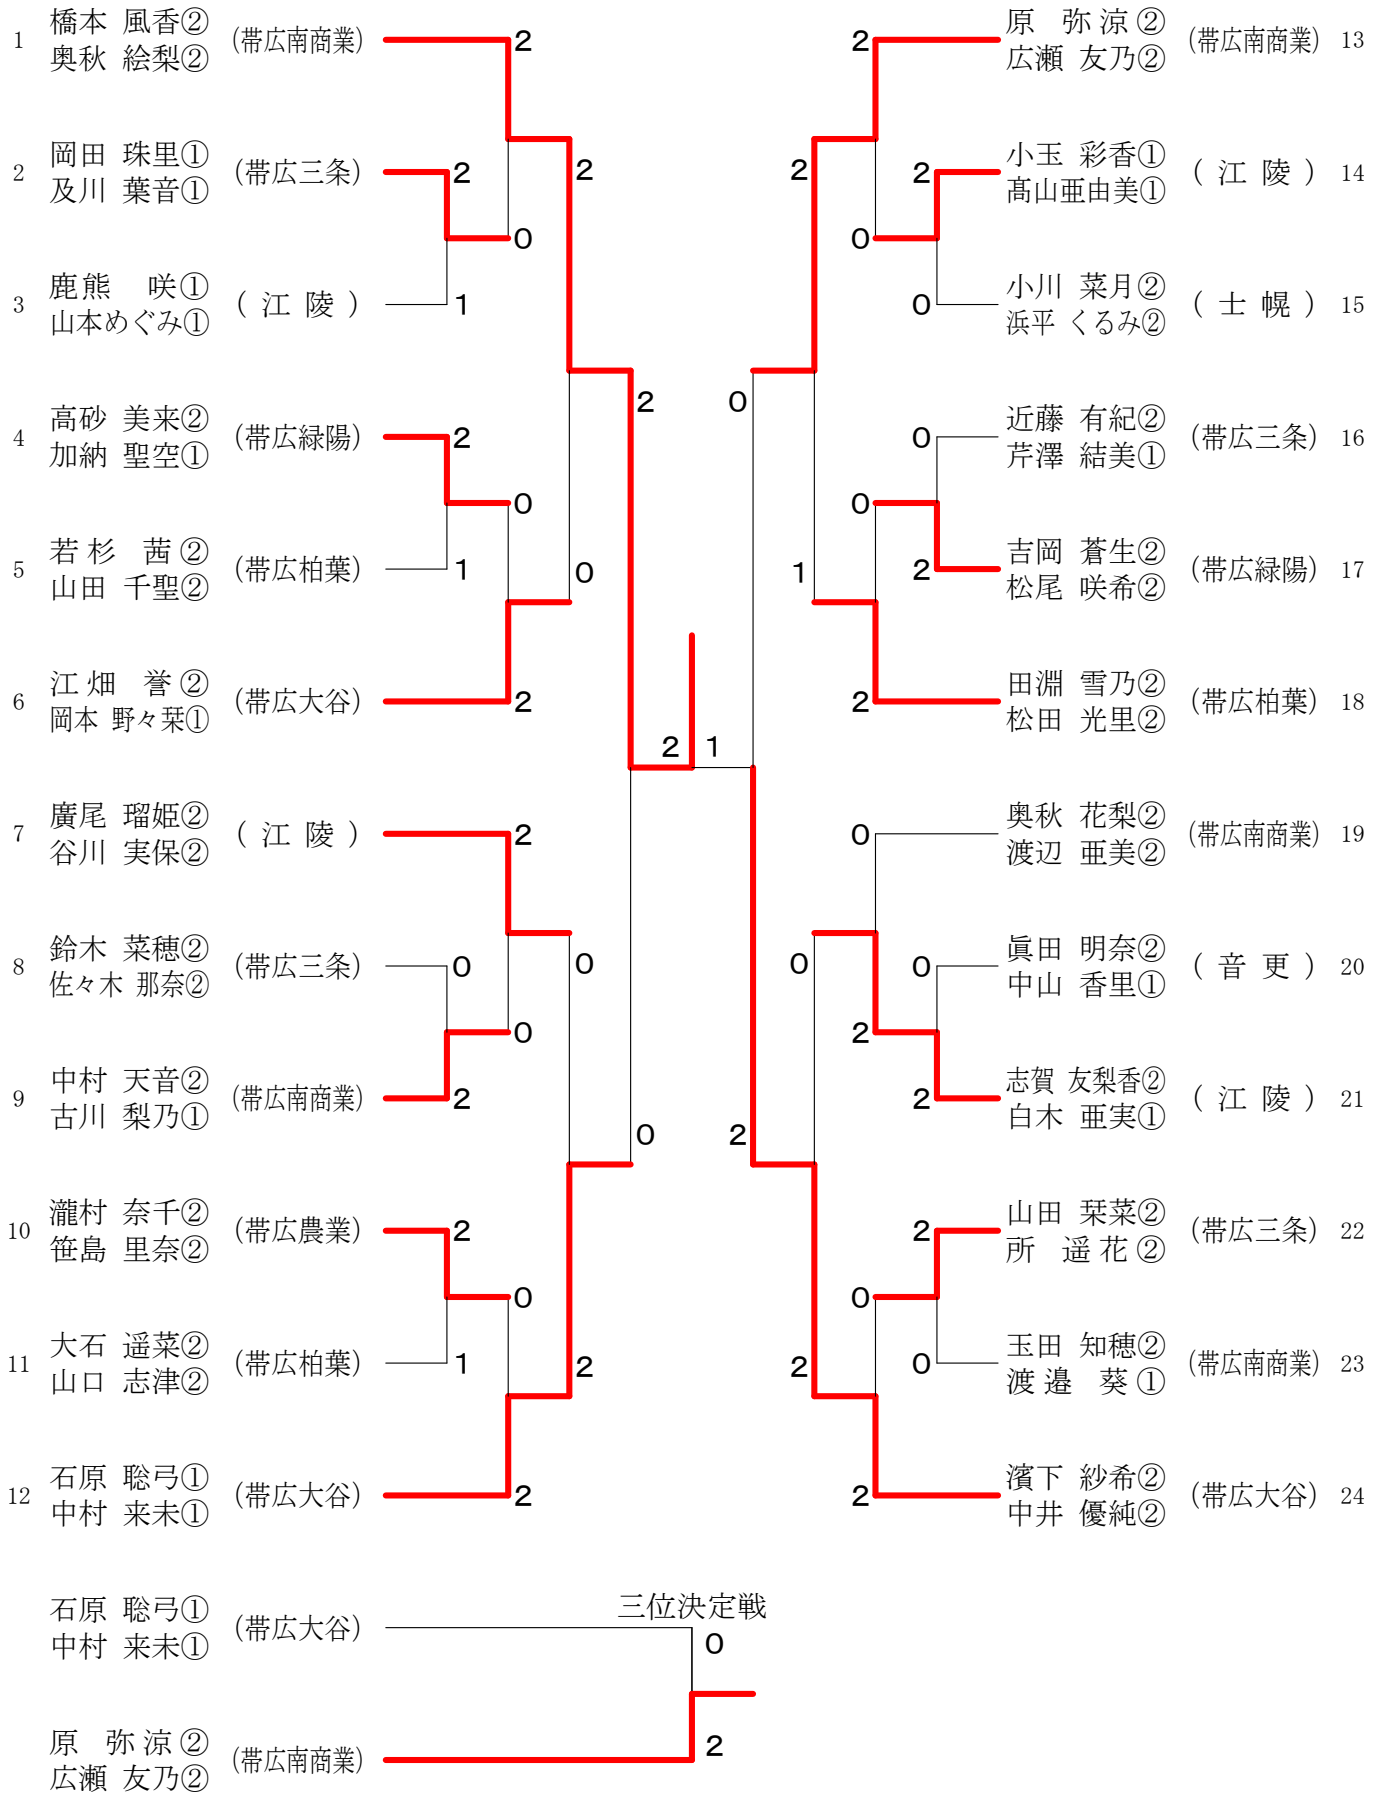 1 橋本 風香② (帯広南商業) 2
奥秋 絵梨②
2 岡田 珠里① (帯広三条) 2 2
及川 葉音①
0
3 鹿熊 咲① (江陵) 1
山本めぐみ①
2
4 高砂 美来② (帯広緑陽) 2
加納 聖空①
0
5 若杉 茜② (帯広柏葉) 1 0
山田 千聖②
6 江畑 誉② (帯広大谷) 2
岡本 野々栞①
2 1
7 廣尾 瑠姫② (江陵) 2
谷川 実保②
8 鈴木 菜穂② (帯広三条) 0 0
佐々木 那奈②
0
9 中村 天音② (帯広南商業) 2
古川 梨乃①
0
10 瀧村 奈千② (帯広農業) 2
笹島 里奈②
0
11 大石 遥菜② (帯広柏葉) 1 2
山口 志津②
12 石原 聡弓① (帯広大谷) 2
中村 来未①
2 原 弥涼② (帯広南商業) 13
広瀬 友乃②
2 2 小玉 彩香① (江陵) 14
髙山亜由美①
0
0 小川 菜月② (士幌) 15
浜平 くるみ②
0
0 近藤 有紀② (帯広三条) 16
芹澤 結美①
0
1 2 吉岡 蒼生② (帯広緑陽) 17
松尾 咲希②
2 田淵 雪乃② (帯広柏葉) 18
松田 光里②
0 奥秋 花梨② (帯広南商業) 19
渡辺 亜美②
0 0 眞田 明奈② (音更) 20
中山 香里①
2
2 志賀 友梨香② (江陵) 21
白木 亜実①
2
2 山田 栞菜② (帯広三条) 22
所 遥花②
0
2 0 玉田 知穂② (帯広南商業) 23
渡邉 葵①
2 濱下 紗希② (帯広大谷) 24
中井 優純②
三位決定戦
石原 聡弓① (帯広大谷) 0
中村 来未①
原 弥涼② (帯広南商業) 2
広瀬 友乃②